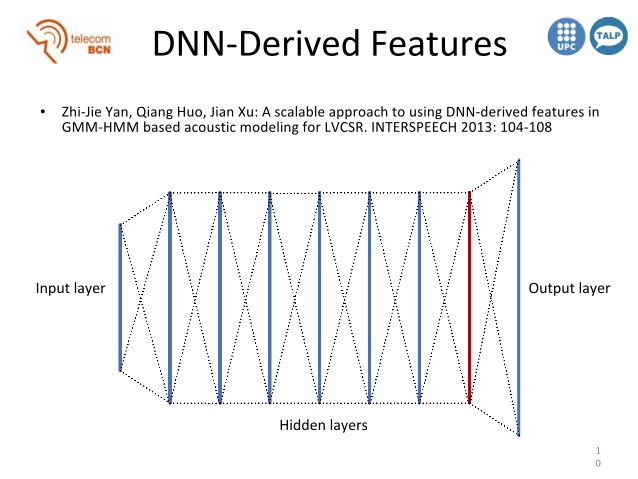 telecom
BCN
DNN-Derived Features
UPC
TALP
• Zhi-Jie Yan, Qiang Huo, Jian Xu: A scalable approach to using DNN-derived features in
GMM-HMM based acoustic modeling for LVCSR. INTERSPEECH 2013: 104-108
Input layer
Output layer
Hidden layers
1
0